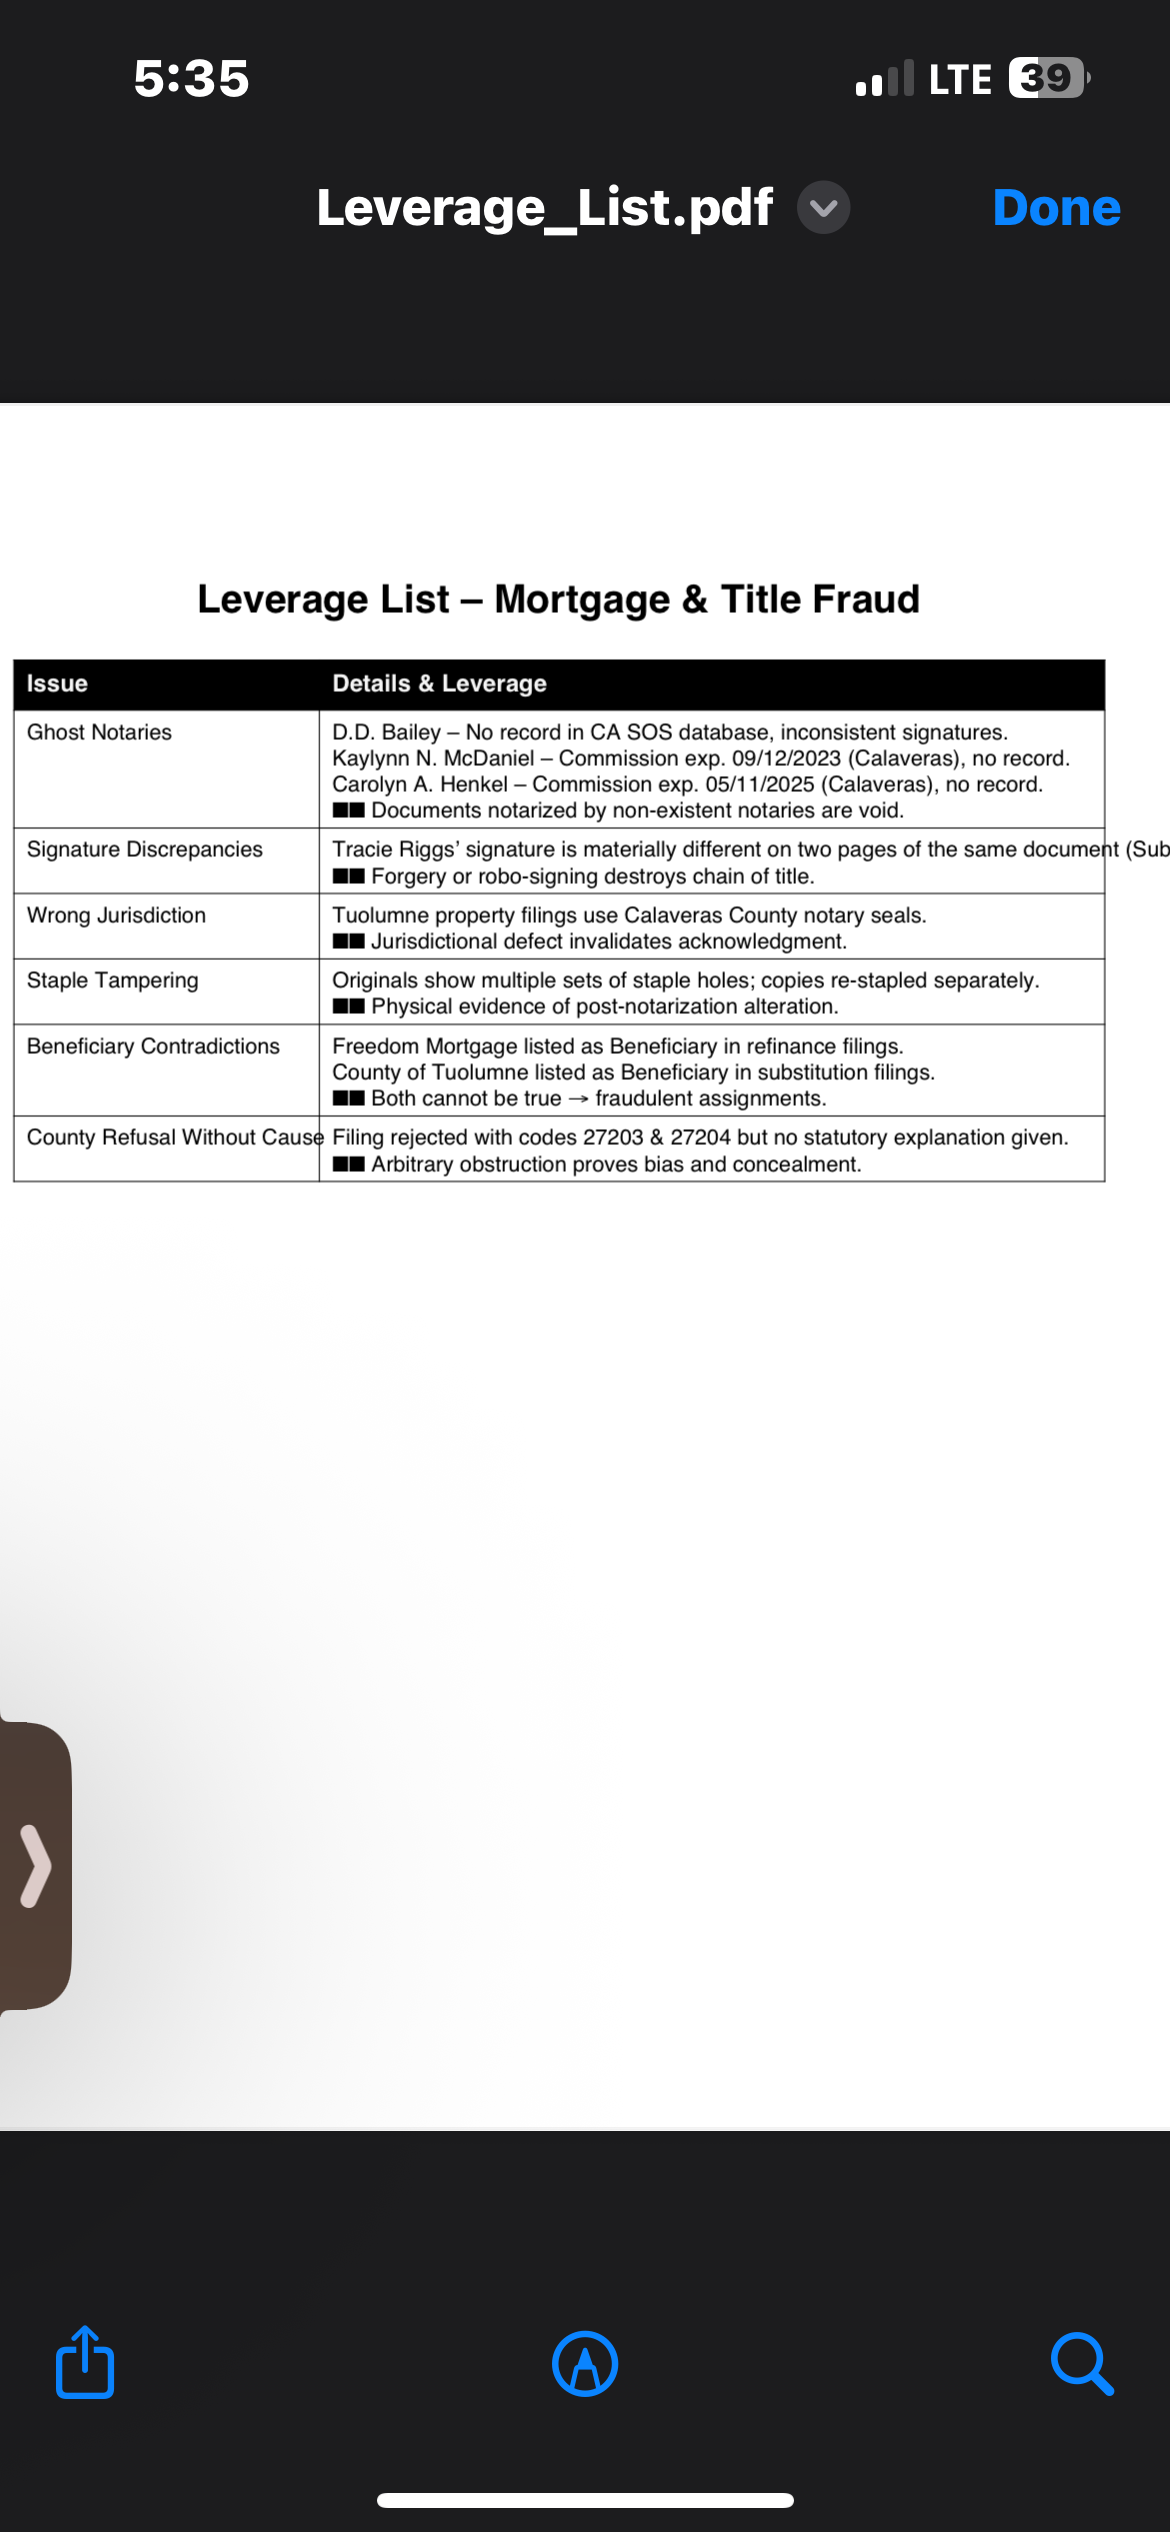 5:35
LTE 39
Leverage_List.pdf
Done
Leverage List – Mortgage & Title Fraud
Issue Details & Leverage
Ghost Notaries D.D. Bailey – No record in CA SOS database, inconsistent signatures.
Kaylynn N. McDaniel – Commission exp. 09/12/2023 (Calaveras), no record.
Carolyn A. Henkel – Commission exp. 05/11/2025 (Calaveras), no record.
■■ Documents notarized by non-existent notaries are void.
Signature Discrepancies Tracie Riggs’ signature is materially different on two pages of the same document (Sub
■■ Forgery or robo-signing destroys chain of title.
Wrong Jurisdiction Tuolumne property filings use Calaveras County notary seals.
■■ Jurisdictional defect invalidates acknowledgment.
Staple Tampering Originals show multiple sets of staple holes; copies re-stapled separately.
■■ Physical evidence of post-notarization alteration.
Beneficiary Contradictions Freedom Mortgage listed as Beneficiary in refinance filings.
County of Tuolumne listed as Beneficiary in substitution filings.
■■ Both cannot be true → fraudulent assignments.
County Refusal Without Cause Filing rejected with codes 27203 & 27204 but no statutory explanation given.
■■ Arbitrary obstruction proves bias and concealment.